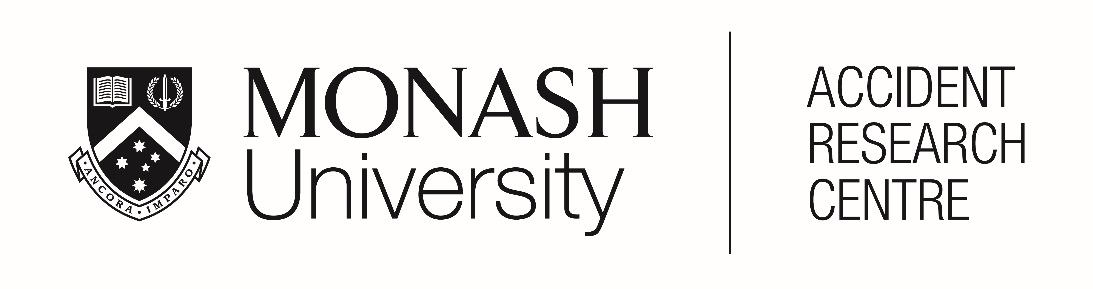 MONASH
University
ANCORA · IMPARO
ACCIDENT
RESEARCH
CENTRE